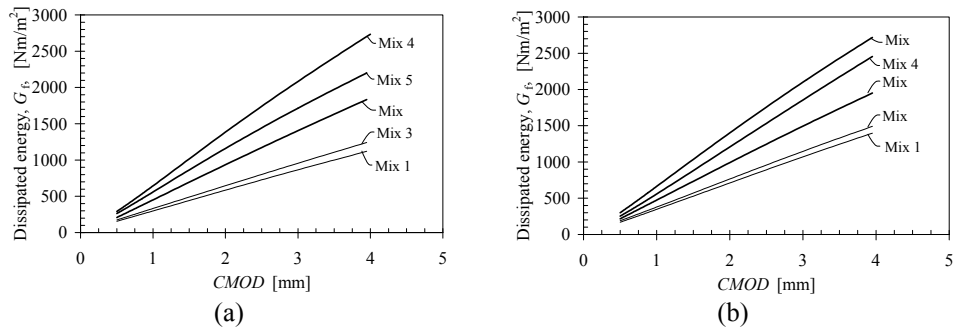 Dissipated energy, G_f, [Nm/m²]
3000
2500
2000
1500
1000
500
0
0 1 2 3 4 5
CMOD [mm]
Mix 4
Mix 5
Mix
Mix 3
Mix 1
(a)
Dissipated energy, G_f, [Nm/m²]
3000
2500
2000
1500
1000
500
0
0 1 2 3 4 5
CMOD [mm]
Mix
Mix 4
Mix
Mix
Mix 1
(b)